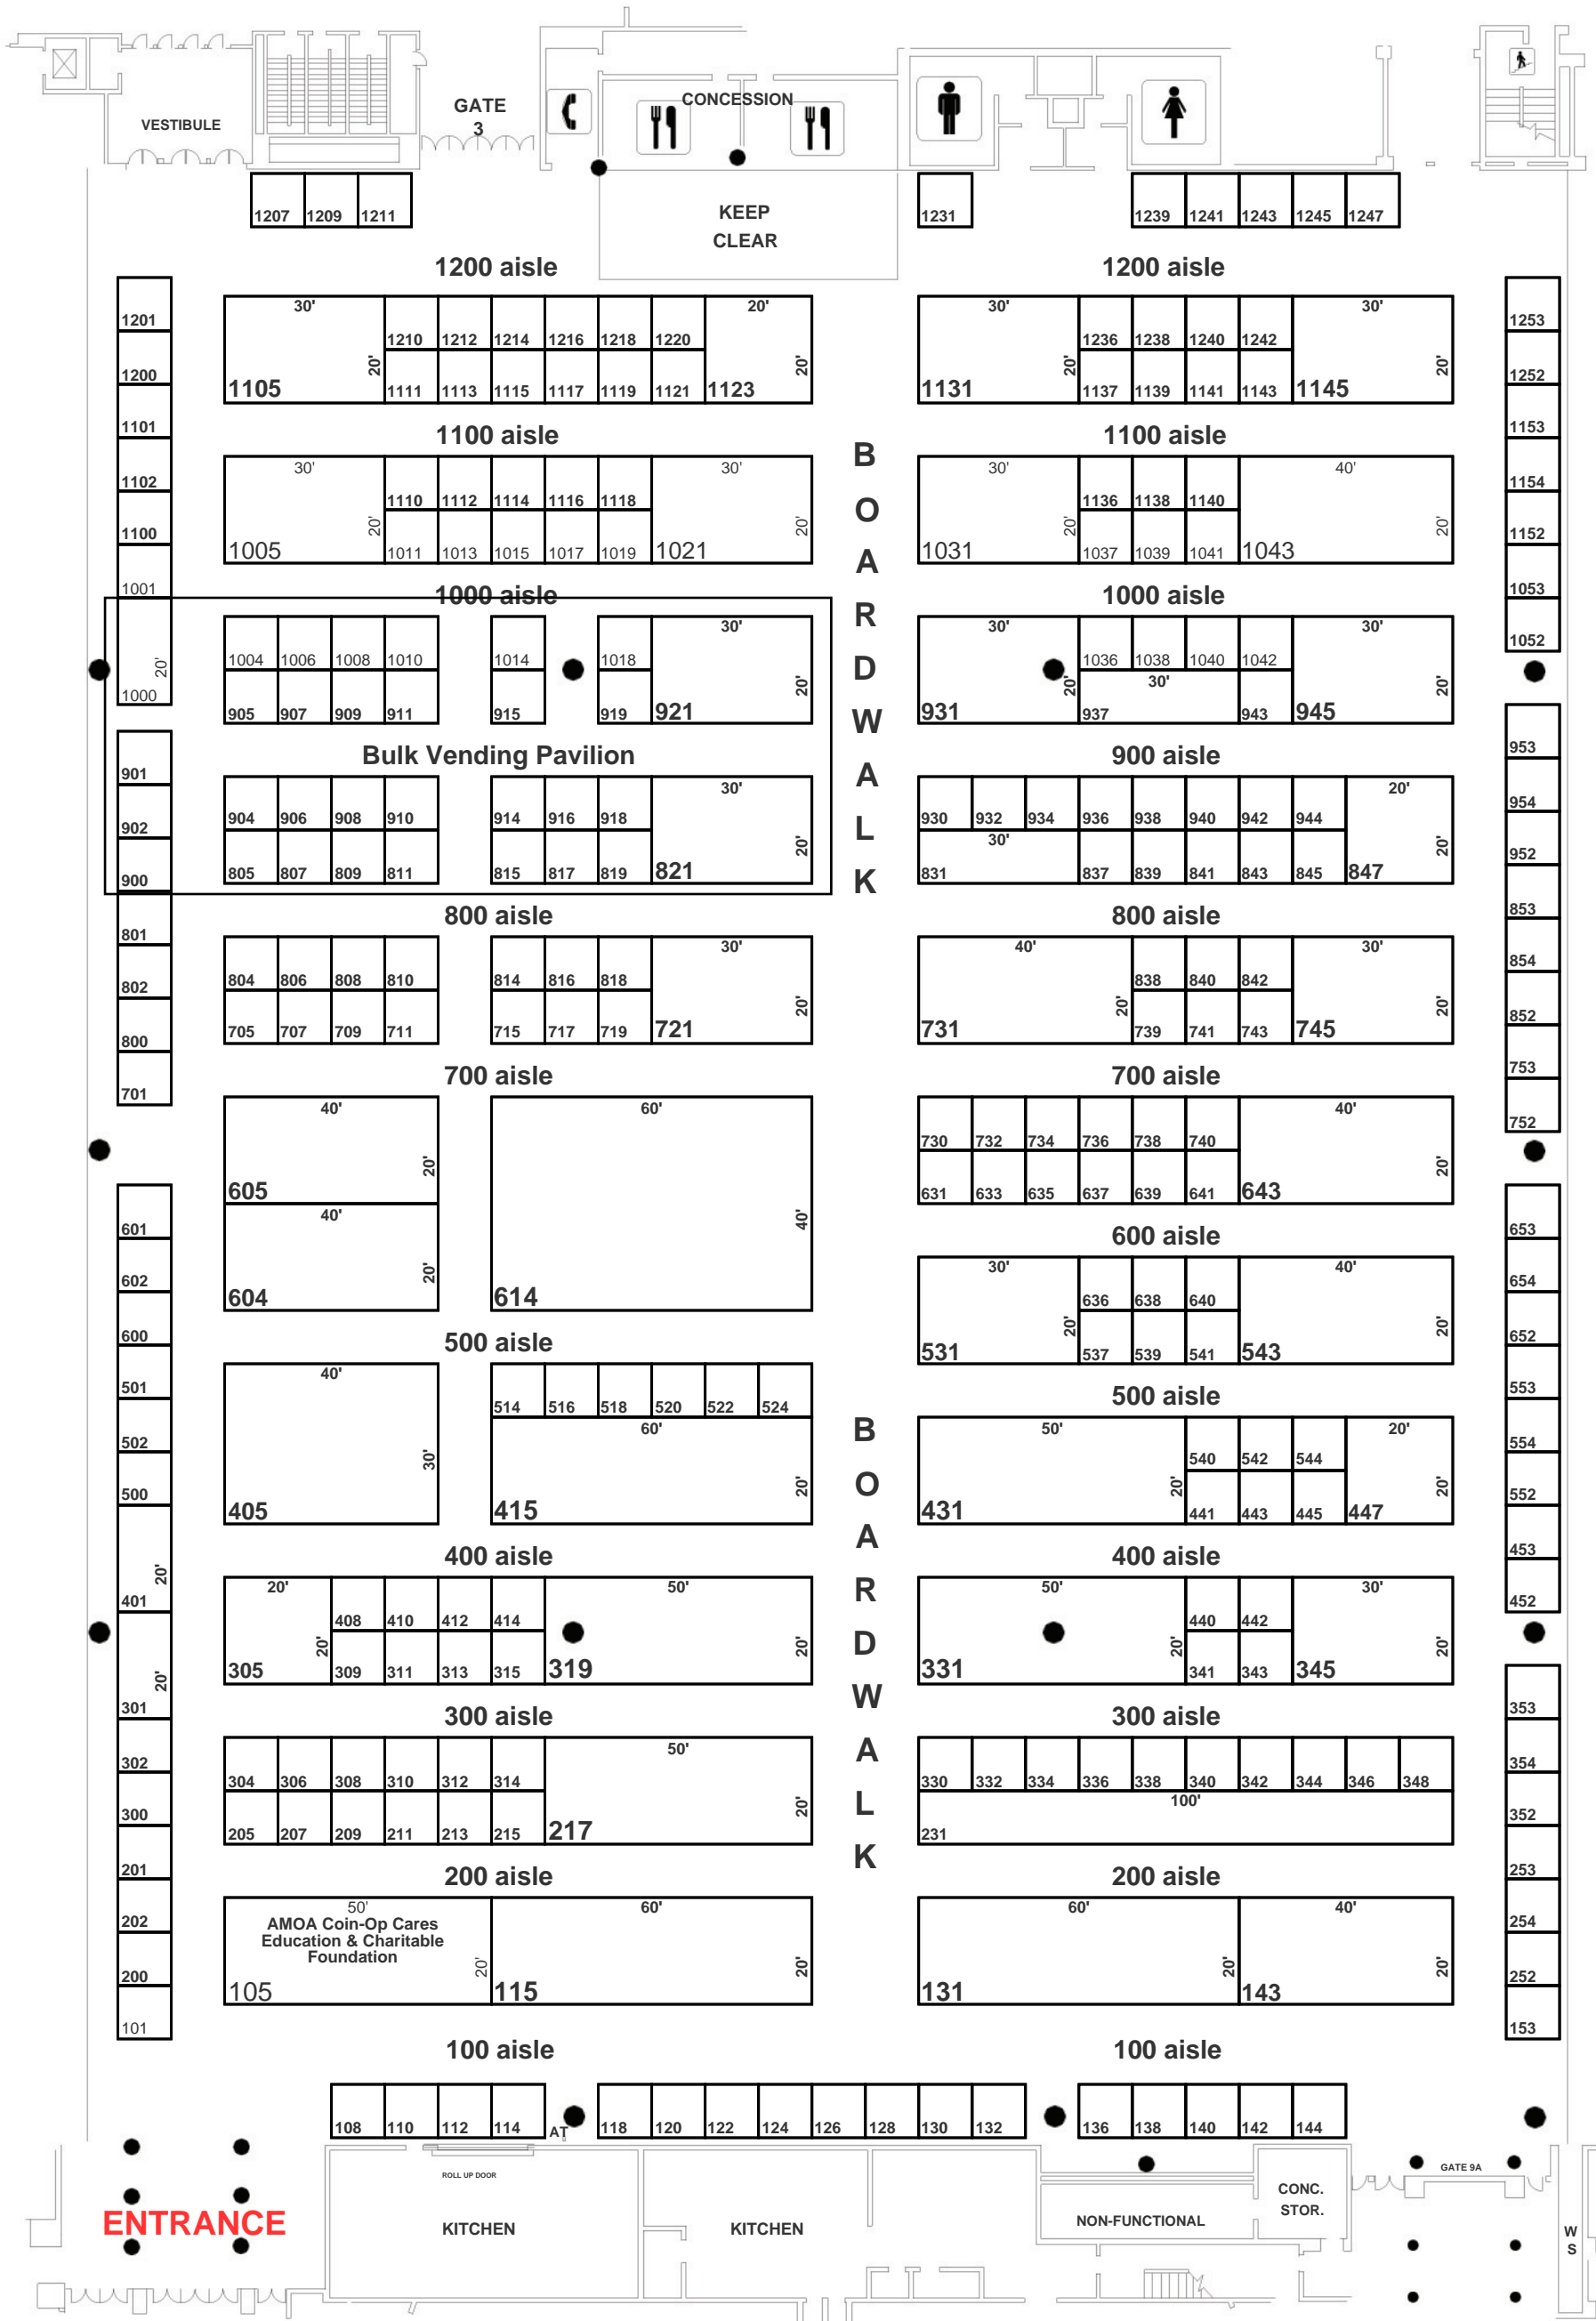 GATE
3
CONCESSION
VESTIBULE
1207 1209 1211
KEEP
CLEAR
1231
1239 1241 1243 1245 1247
1200 aisle
1200 aisle
1201
1200
1101
1102
1100
1001
20'
1000
901
902
900
801
802
800
701
601
602
600
501
502
500
20'
401
20'
301
302
300
201
202
200
101
30' 20'
1210 1212 1214 1216 1218 1220
20' 20'
1105 1111 1113 1115 1117 1119 1121 1123
1100 aisle
30' 30'
1110 1112 1114 1116 1118
20' 20'
1005 1011 1013 1015 1017 1019 1021
1000 aisle
30'
1004 1006 1008 1010 1014 1018
20'
905 907 909 911 915 919 921
Bulk Vending Pavilion
30'
904 906 908 910 914 916 918
20'
805 807 809 811 815 817 819 821
800 aisle
30'
804 806 808 810 814 816 818
20'
705 707 709 711 715 717 719 721
700 aisle
40' 60'
20'
605
40'
40'
20'
604 614
500 aisle
40'
514 516 518 520 522 524
60'
30' 20'
405 415
400 aisle
20' 50'
408 410 412 414
20' 20'
305 309 311 313 315 319
300 aisle
50'
304 306 308 310 312 314
20'
205 207 209 211 213 215 217
200 aisle
50' 60'
AMOA Coin-Op Cares
Education & Charitable
Foundation
20' 20'
105 115
100 aisle
B
O
A
R
D
W
A
L
K
B
O
A
R
D
W
A
L
K
30' 30'
1236 1238 1240 1242
20' 20'
1131 1137 1139 1141 1143 1145
1100 aisle
30' 40'
1136 1138 1140
20' 20'
1031 1037 1039 1041 1043
1000 aisle
30' 30'
1036 1038 1040 1042
20' 30' 20'
931 937 943 945
900 aisle
20'
930 932 934 936 938 940 942 944
30' 20'
831 837 839 841 843 845 847
800 aisle
40' 30'
838 840 842
20' 20'
731 739 741 743 745
700 aisle
40'
730 732 734 736 738 740
20'
631 633 635 637 639 641 643
600 aisle
30' 40'
636 638 640
20' 20'
531 537 539 541 543
500 aisle
50' 20'
540 542 544
20' 20'
431 441 443 445 447
400 aisle
50' 30'
440 442
20' 20'
331 341 343 345
300 aisle
330 332 334 336 338 340 342 344 346 348
100'
231
200 aisle
60' 40'
20' 20'
131 143
100 aisle
1253
1252
1153
1154
1152
1053
1052
953
954
952
853
854
852
753
752
653
654
652
553
554
552
453
452
353
354
352
253
254
252
153
108 110 112 114 AT 118 120 122 124 126 128 130 132 136 138 140 142 144
ROLL UP DOOR
GATE 9A
ENTRANCE
KITCHEN
KITCHEN
NON-FUNCTIONAL
CONC.
STOR.
W
S